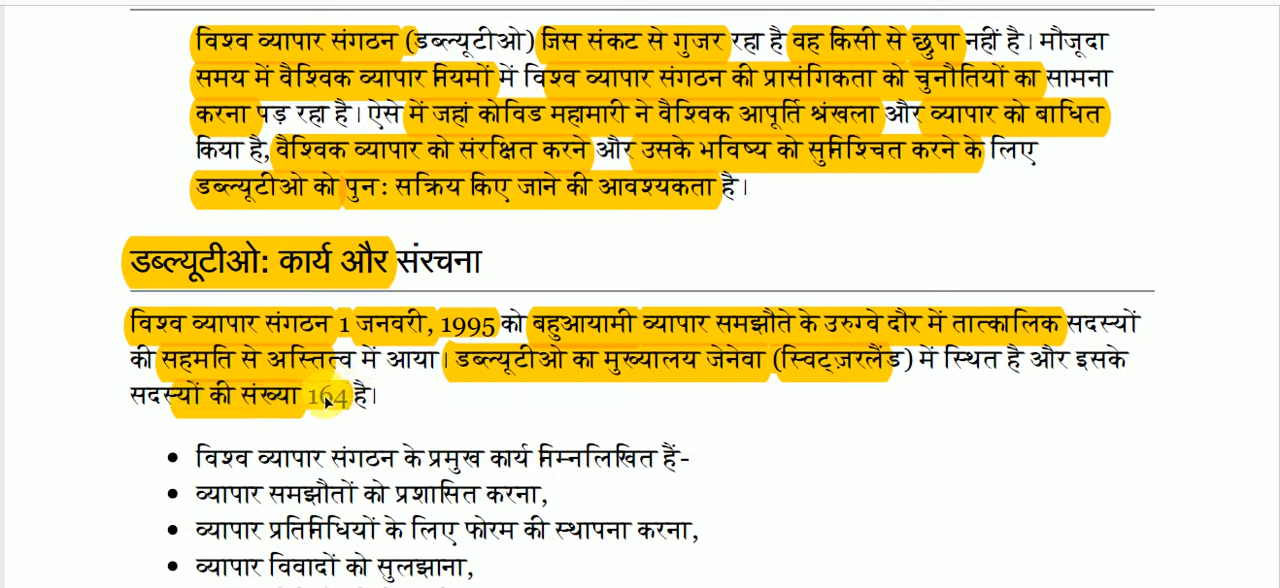 विश्व व्यापार संगठन (डब्ल्यूटीओ) जिस संकट से गुजर रहा है वह किसी से छुपा नहीं है। मौजूदा
समय में वैश्विक व्यापार नियमों में विश्व व्यापार संगठन की प्रासंगिकता को चुनौतियों का सामना
करना पड़ रहा है। ऐसे में जहां कोविड महामारी ने वैश्विक आपूर्ति श्रंखला और व्यापार को बाधित
किया है, वैश्विक व्यापार को संरक्षित करने और उसके भविष्य को सुनिश्चित करने के लिए
डब्ल्यूटीओ को पुनः सक्रिय किए जाने की आवश्यकता है।
डब्ल्यूटीओ: कार्य और संरचना
विश्व व्यापार संगठन 1 जनवरी, 1995 को बहुआयामी व्यापार समझौते के उरुग्वे दौर में तात्कालिक सदस्यों
की सहमति से अस्तित्व में आया। डब्ल्यूटीओ का मुख्यालय जेनेवा (स्विट्ज़रलैंड) में स्थित है और इसके
सदस्यों की संख्या 164 है।
• विश्व व्यापार संगठन के प्रमुख कार्य निम्नलिखित हैं-
• व्यापार समझौतों को प्रशासित करना,
• व्यापार प्रतिनिधियों के लिए फोरम की स्थापना करना,
• व्यापार विवादों को सुलझाना,